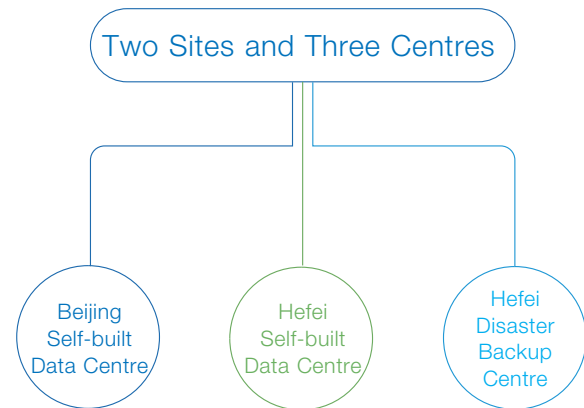 Two Sites and Three Centres
Beijing
Self-built
Data Centre
Hefei
Self-built
Data Centre
Hefei
Disaster
Backup
Centre